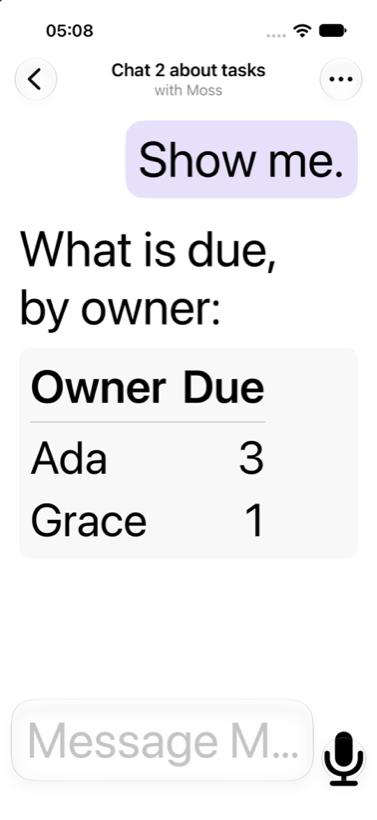 05:08
Chat 2 about tasks
with Moss
Show me.
What is due,
by owner:
Owner Due
Ada 3
Grace 1
Message M...